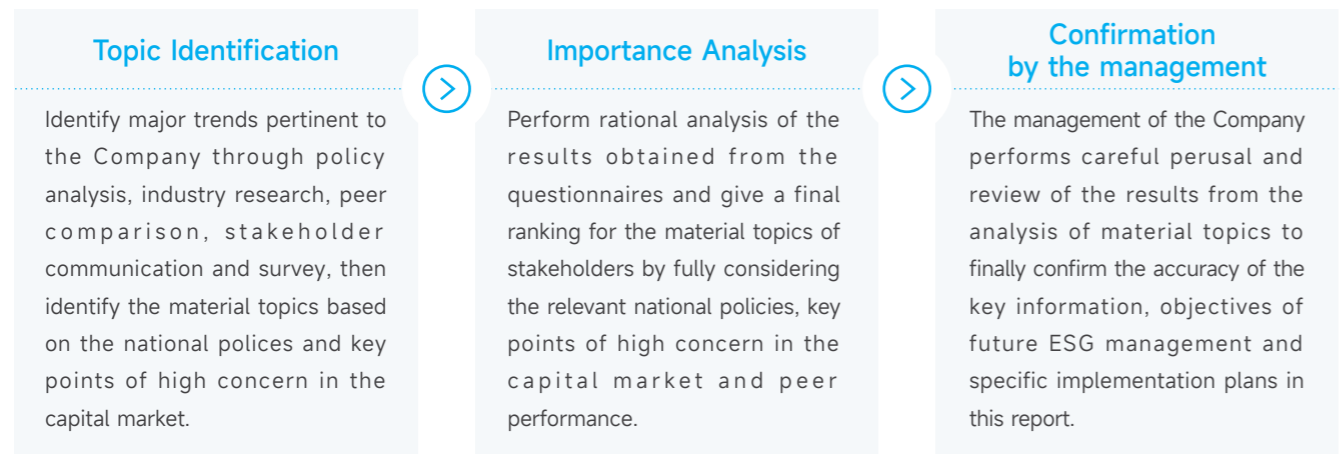 Topic Identification
Identify major trends pertinent to
the Company through policy
analysis, industry research, peer
comparison, stakeholder
communication and survey, then
identify the material topics based
on the national polices and key
points of high concern in the
capital market.
Importance Analysis
Perform rational analysis of the
results obtained from the
questionnaires and give a final
ranking for the material topics of
stakeholders by fully considering
the relevant national policies, key
points of high concern in the
capital market and peer
performance.
Confirmation
by the management
The management of the Company
performs careful perusal and
review of the results from the
analysis of material topics to
finally confirm the accuracy of the
key information, objectives of
future ESG management and
specific implementation plans in
this report.